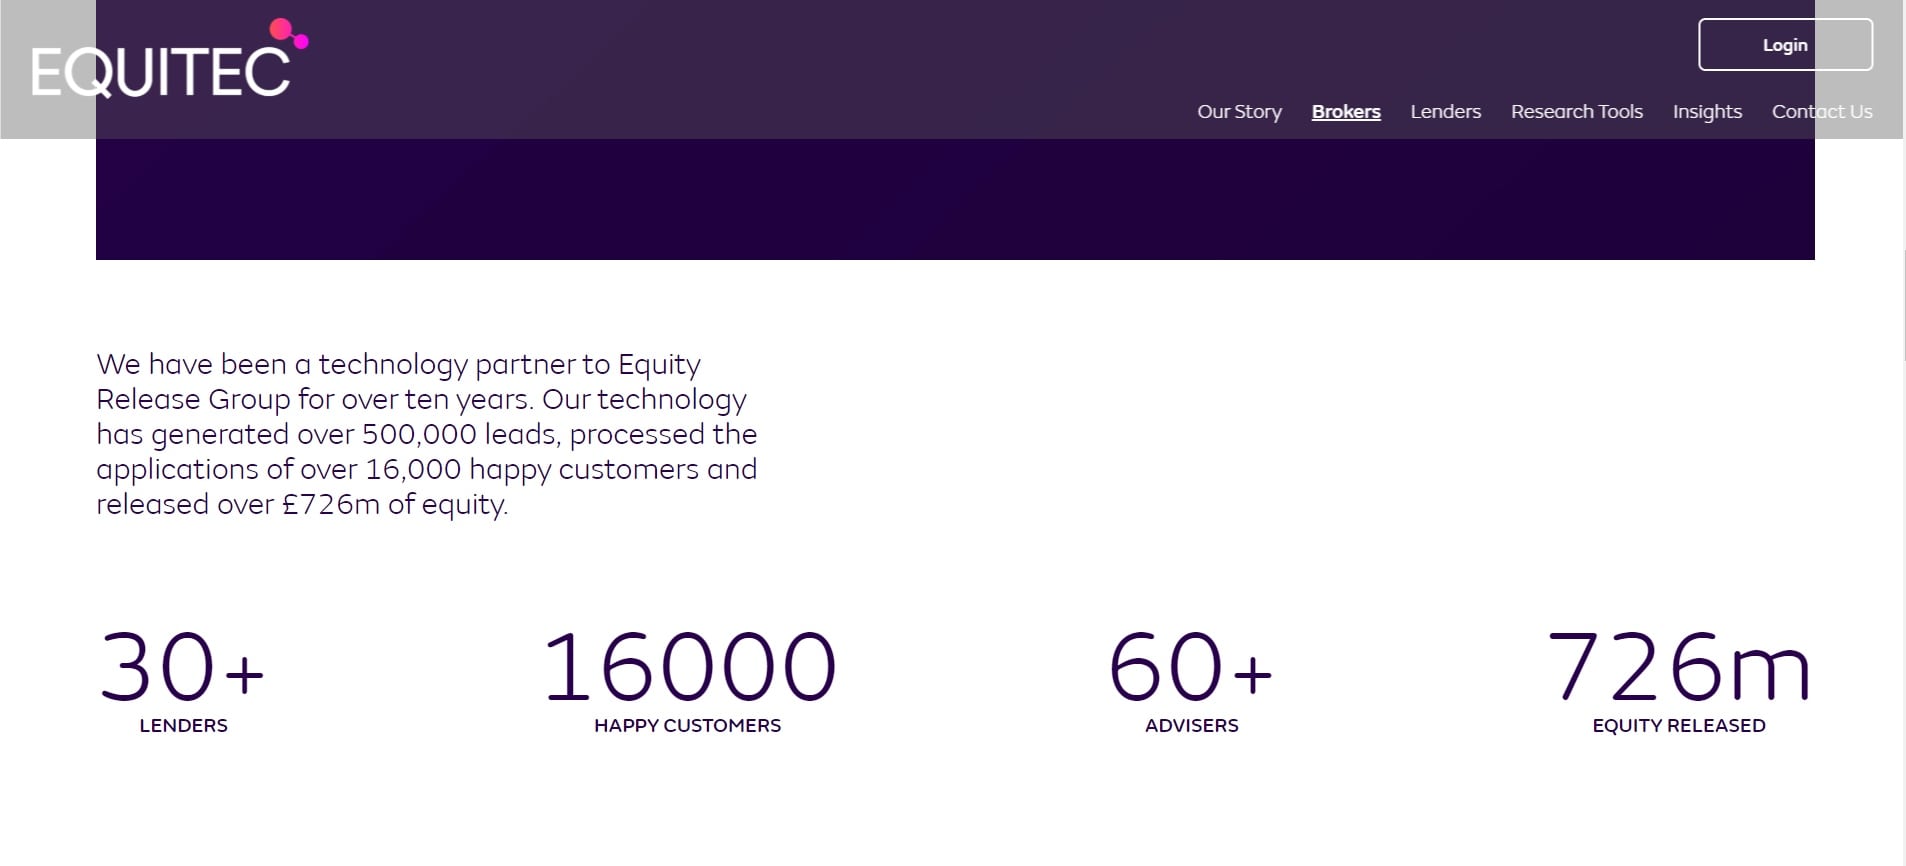 EQUITEC
Login
Our Story Brokers Lenders Research Tools Insights Contact Us
We have been a technology partner to Equity
Release Group for over ten years. Our technology
has generated over 500,000 leads, processed the
applications of over 16,000 happy customers and
released over £726m of equity.
30+ 16000 60+ 726m
LENDERS HAPPY CUSTOMERS ADVISERS EQUITY RELEASED